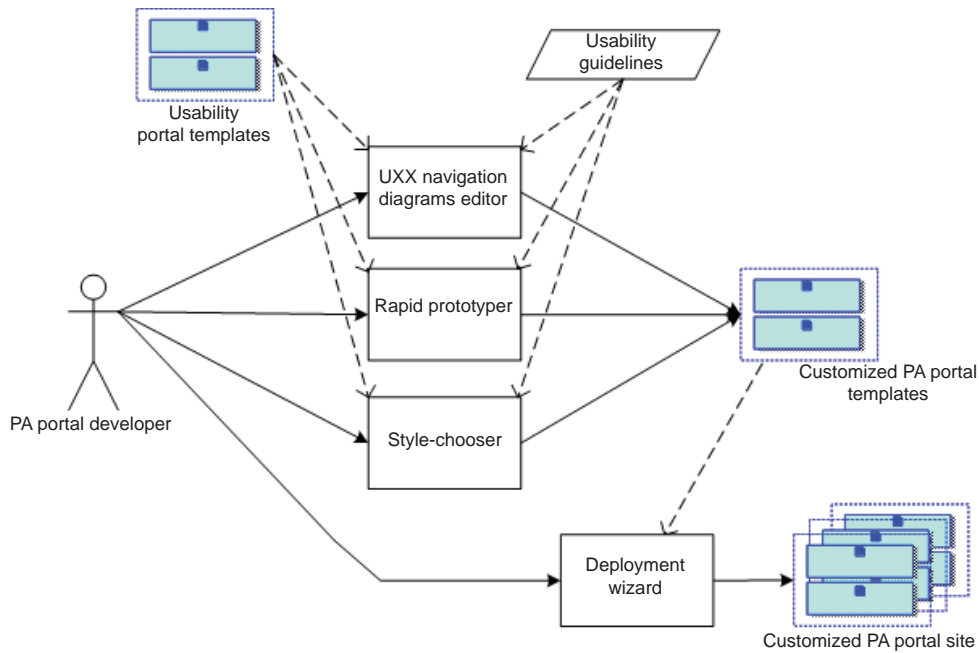 Usability
portal templates
Usability
guidelines
UXX navigation
diagrams editor
Rapid prototyper
Customized PA portal
templates
PA portal developer
Style-chooser
Deployment
wizard
Customized PA portal site